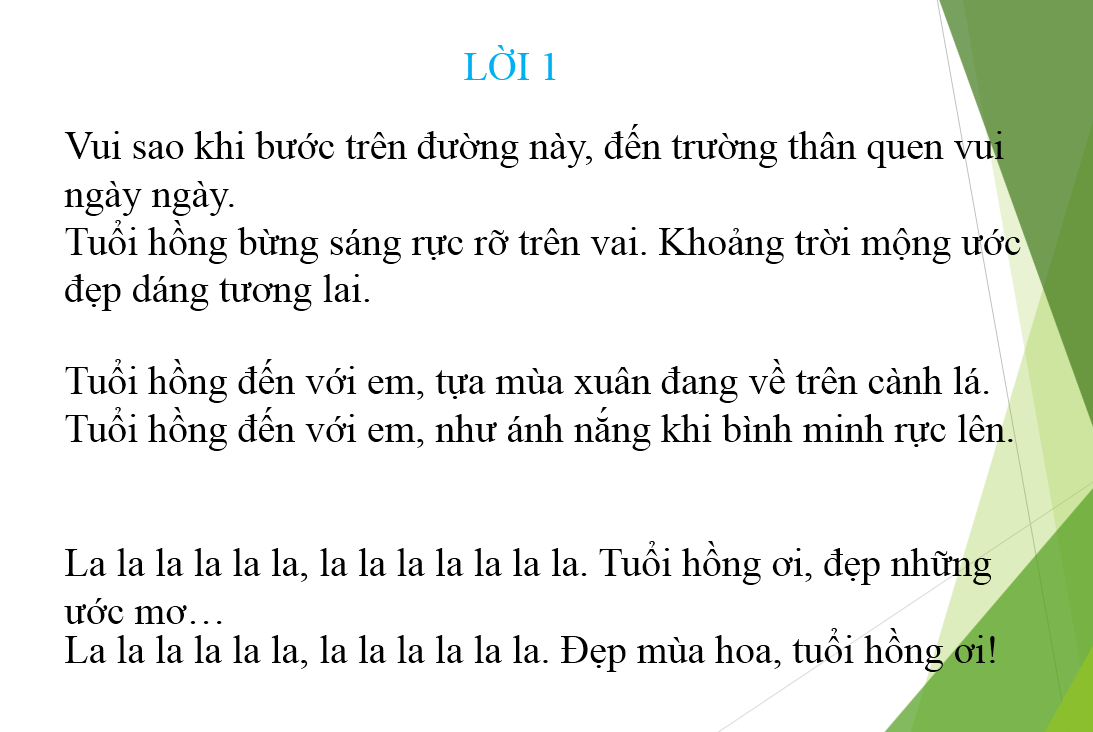 LỜI 1
Vui sao khi bước trên đường này, đến trường thân quen vui
ngày ngày.
Tuổi hồng bừng sáng rực rỡ trên vai. Khoảng trời mộng ước
đẹp dáng tương lai.
Tuổi hồng đến với em, tựa mùa xuân đang về trên cành lá.
Tuổi hồng đến với em, như ánh nắng khi bình minh rực lên.
La la la la la la, la la la la la la la. Tuổi hồng ơi, đẹp những
ước mơ…
La la la la la la, la la la la la la. Đẹp mùa hoa, tuổi hồng ơi!